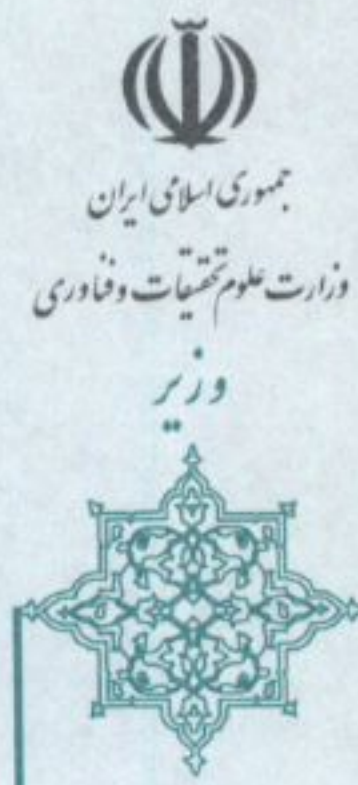 جمهوری اسلامی ایران
وزارت علوم تحقیقات و فناوری
وزیر